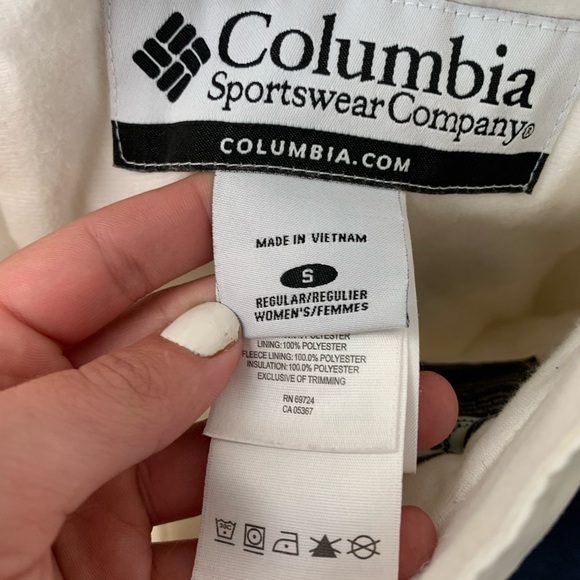 Columbia
Sportswear Company®
COLUMBIA.COM
MADE IN VIETNAM
S
REGULAR/REGULIER
WOMEN'S/FEMMES
POLYESTER
LINING:100% POLYESTER
FLEECE LINING: 100.0% POLYESTER
INSULATION: 100.0% POLYESTER
EXCLUSIVE OF TRIMMING
RN 69724
CA 05367